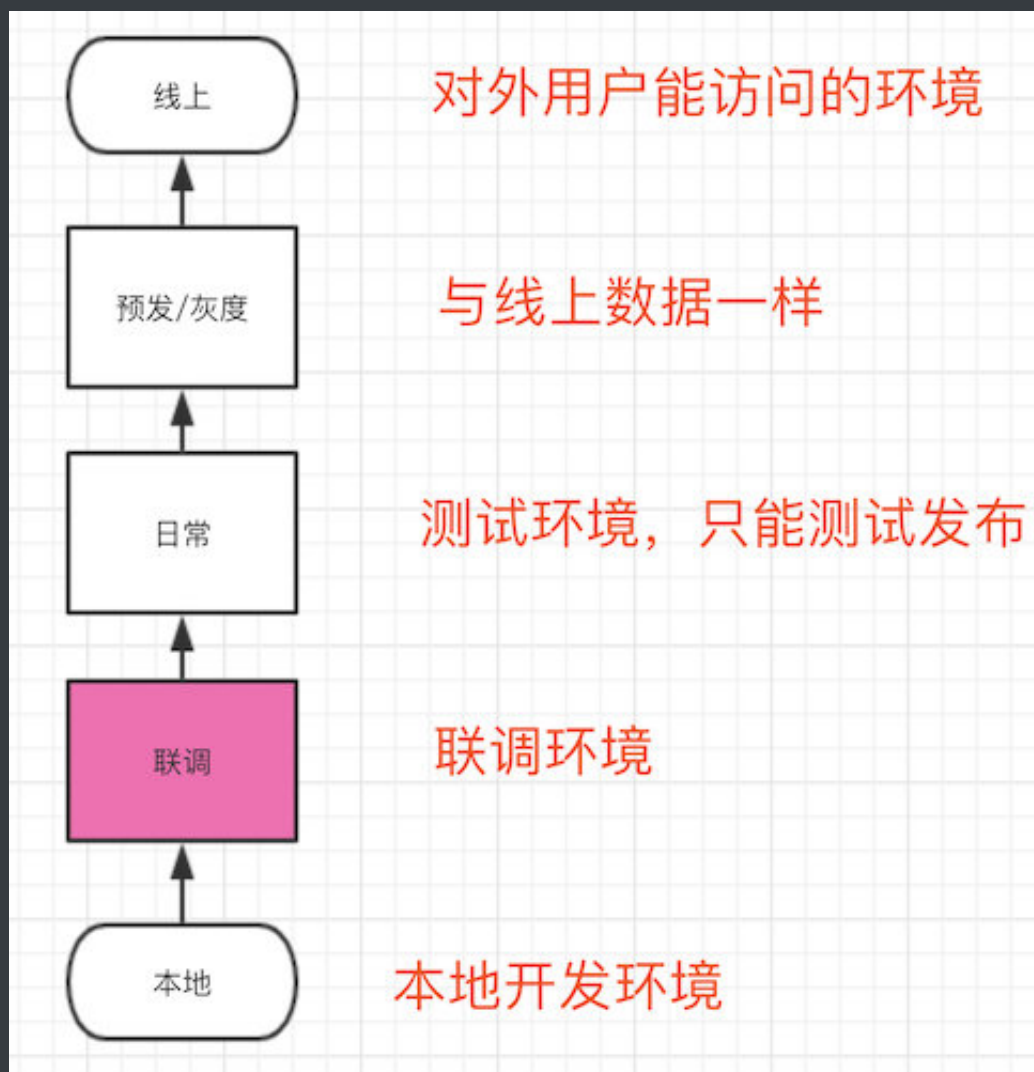 线上
对外用户能访问的环境
预发/灰度
与线上数据一样
日常
测试环境，只能测试发布
联调
联调环境
本地
本地开发环境